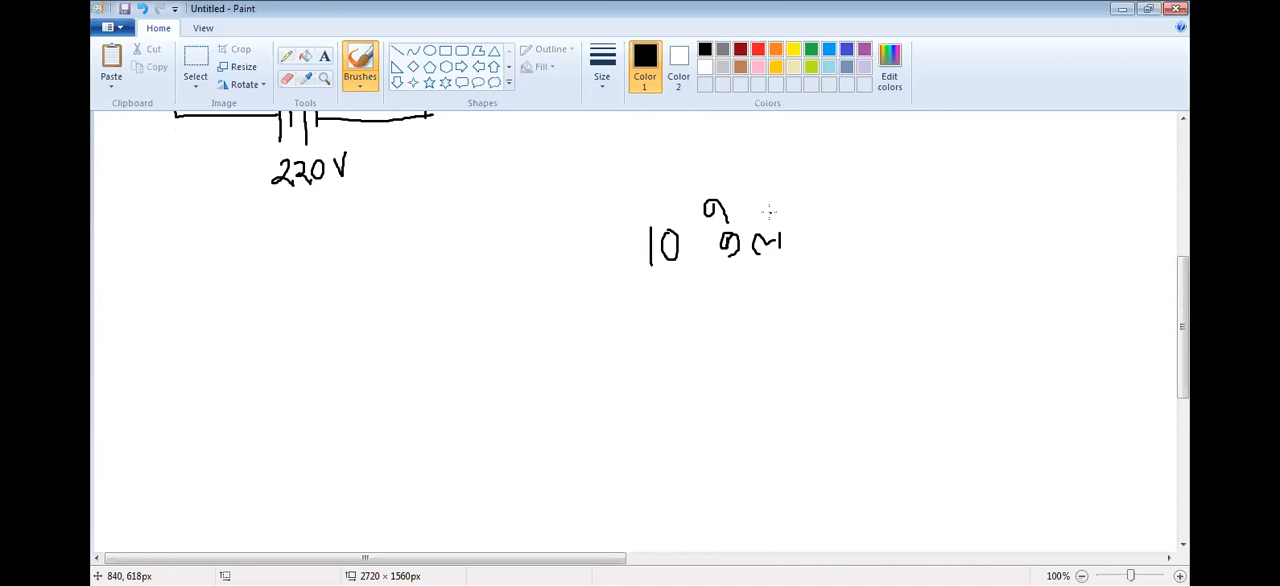 Untitled - Paint
Home View
Paste
Cut
Copy
Clipboard
Select
Crop
Resize
Rotate
Image
Tools
Brushes
Shapes
Outline
Fill
Size
Color 1
Color 2
Edit colors
Colors
220 V
10
840, 618px
2720 × 1560px
100%